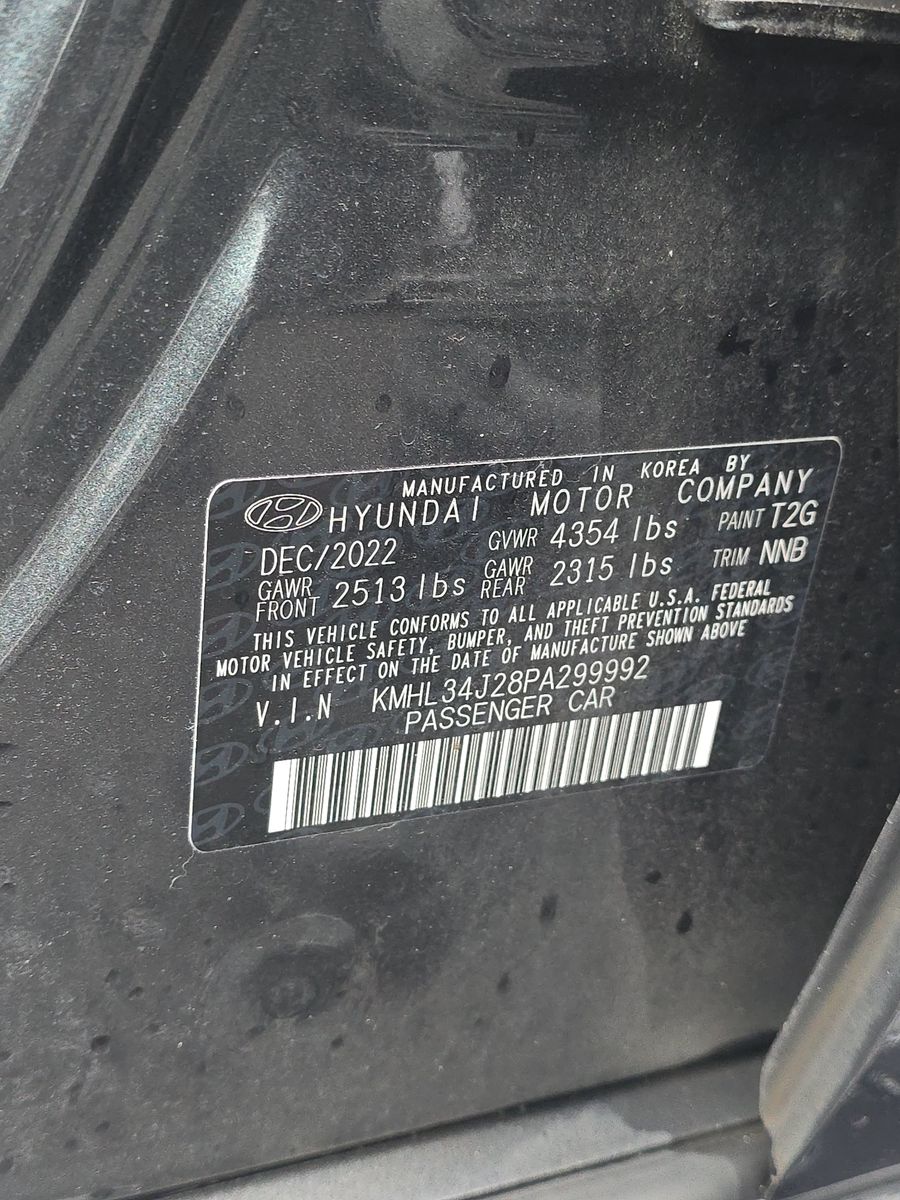 MANUFACTURED IN KOREA BY
HYUNDAI MOTOR COMPANY
DEC/2022 GVWR 4354 lbs PAINT T2G
GAWR FRONT 2513 lbs GAWR REAR 2315 lbs TRIM NNB
THIS VEHICLE CONFORMS TO ALL APPLICABLE U.S.A. FEDERAL
MOTOR VEHICLE SAFETY, BUMPER, AND THEFT PREVENTION STANDARDS
IN EFFECT ON THE DATE OF MANUFACTURE SHOWN ABOVE
V.I.N KMHL34J28PA299992
PASSENGER CAR